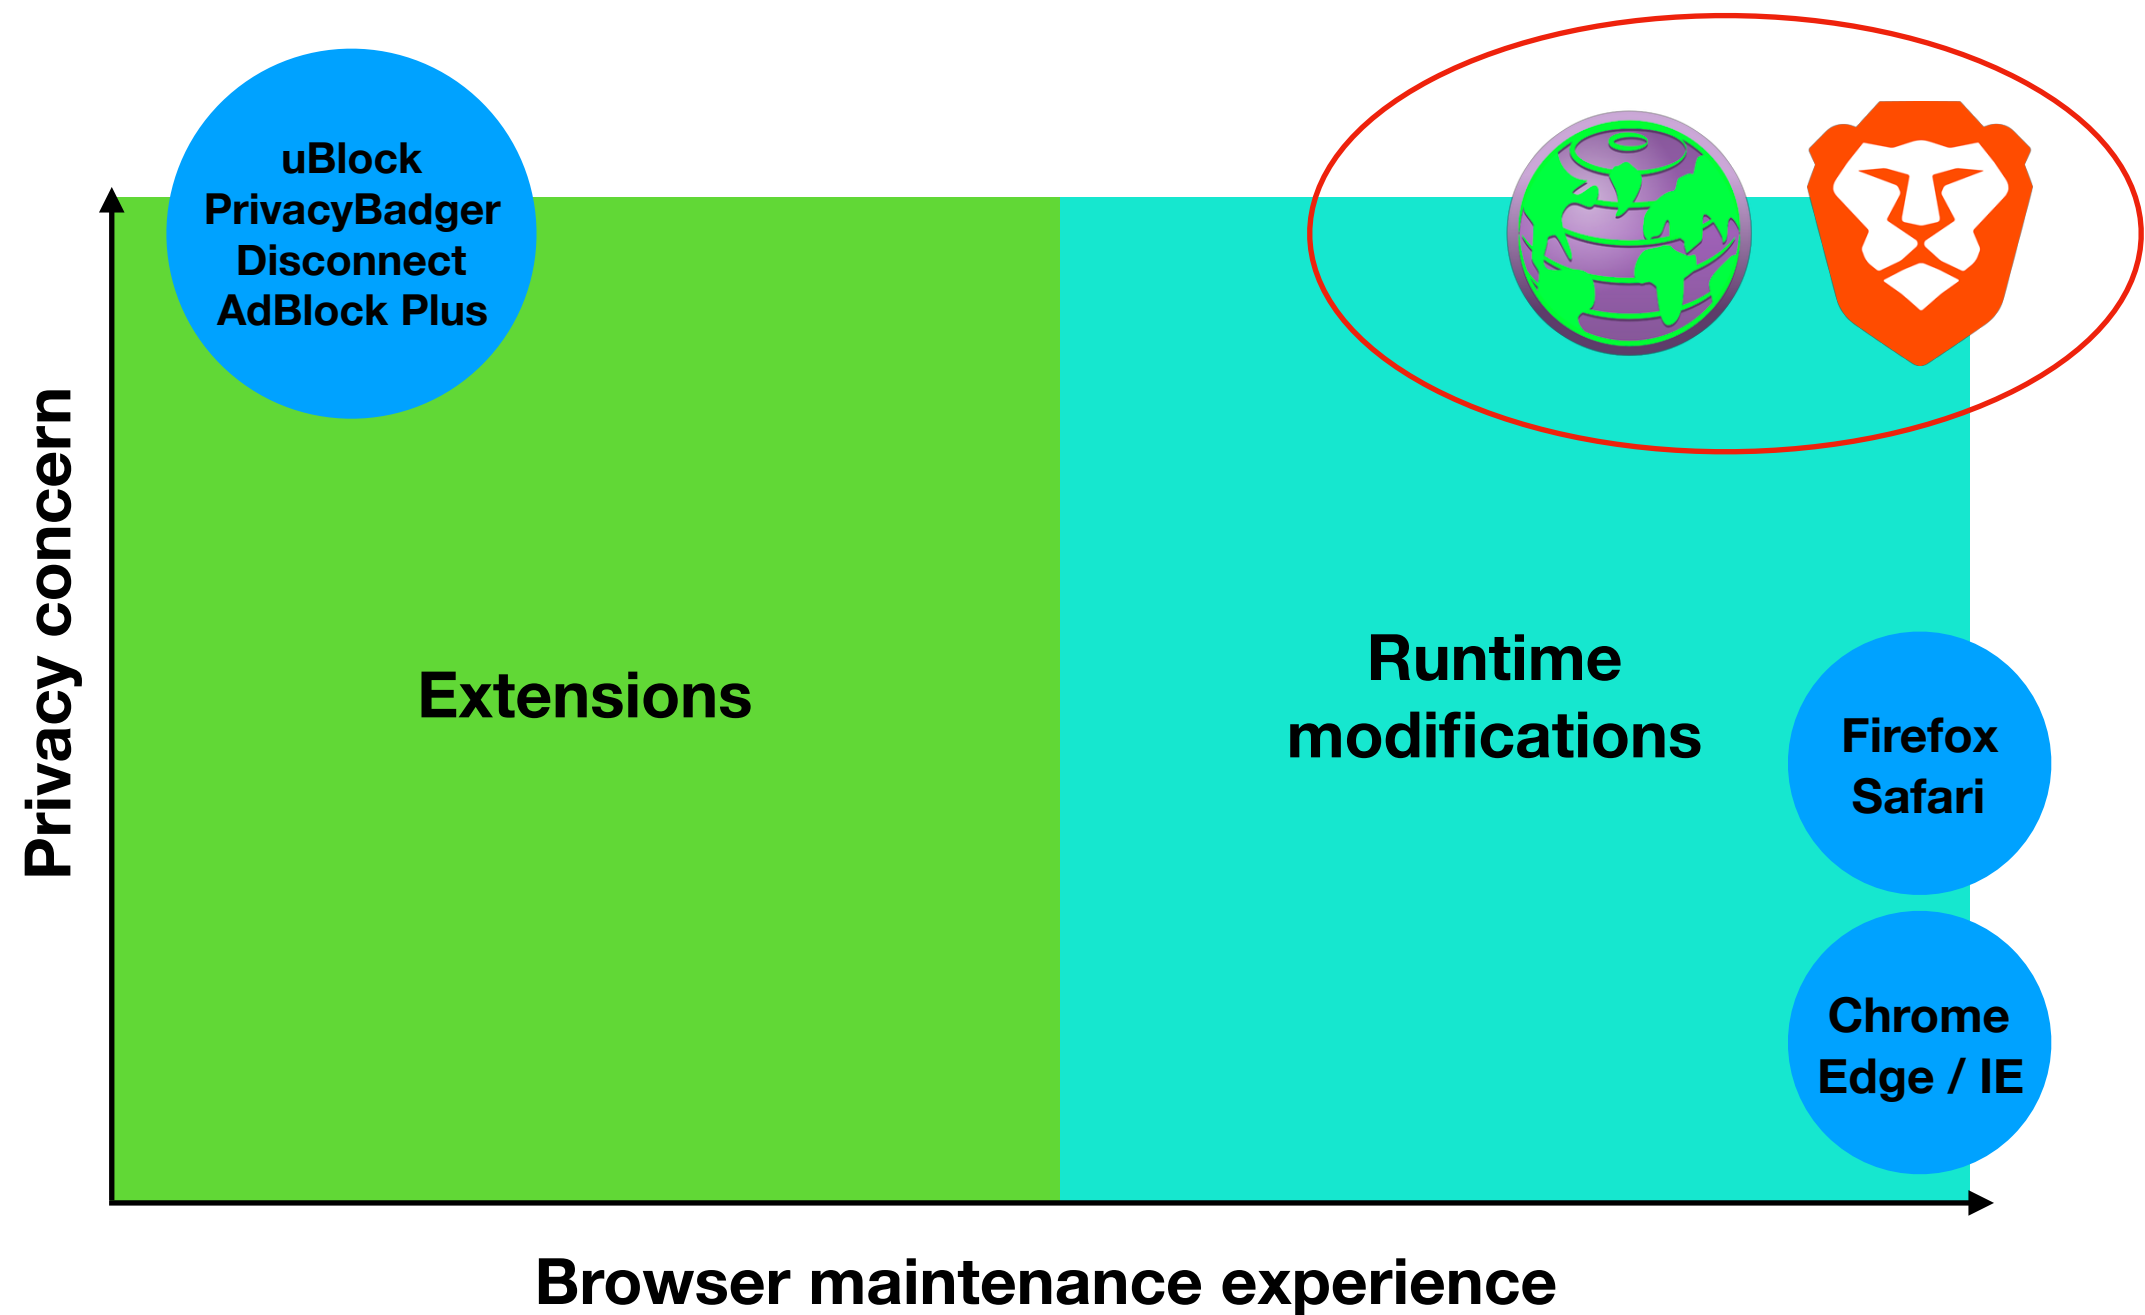 uBlock
PrivacyBadger
Disconnect
AdBlock Plus
Privacy concern
Extensions
Runtime
modifications
Firefox
Safari
Chrome
Edge / IE
Browser maintenance experience